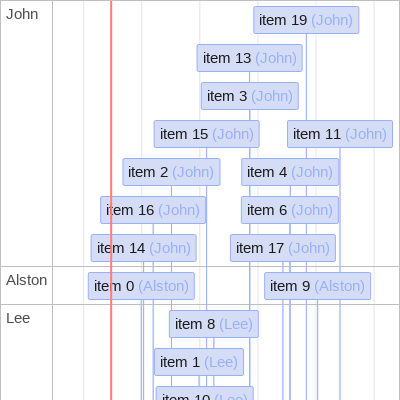 John
item 19 (John)
item 13 (John)
item 3 (John)
item 15 (John)
item 11 (John)
item 2 (John)
item 4 (John)
item 16 (John)
item 6 (John)
item 14 (John)
item 17 (John)
Alston
item 0 (Alston)
item 9 (Alston)
Lee
item 8 (Lee)
item 1 (Lee)
item 10 (Lee)